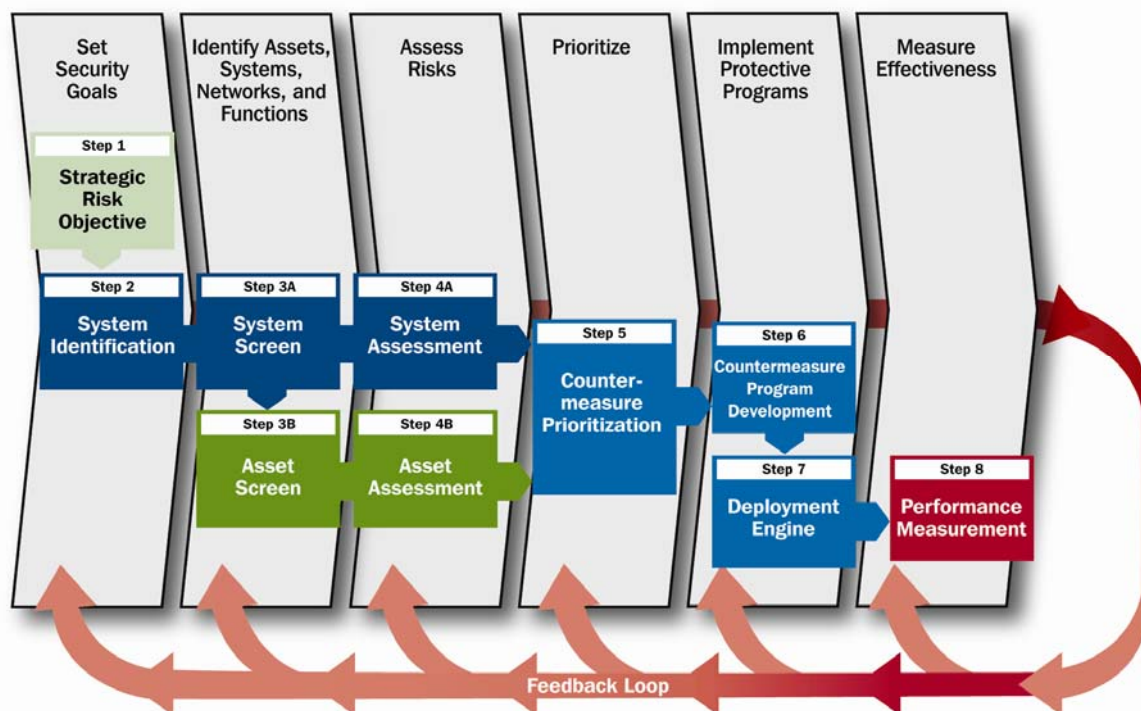 Set
Security
Goals
Identify Assets,
Systems,
Networks, and
Functions
Assess
Risks
Prioritize
Implement
Protective
Programs
Measure
Effectiveness
Step 1
Strategic
Risk
Objective
Step 2
System
Identification
Step 3A
System
Screen
Step 4A
System
Assessment
Step 3B
Asset
Screen
Step 4B
Asset
Assessment
Step 5
Counter-
measure
Prioritization
Step 6
Countermeasure
Program
Development
Step 7
Deployment
Engine
Step 8
Performance
Measurement
Feedback Loop